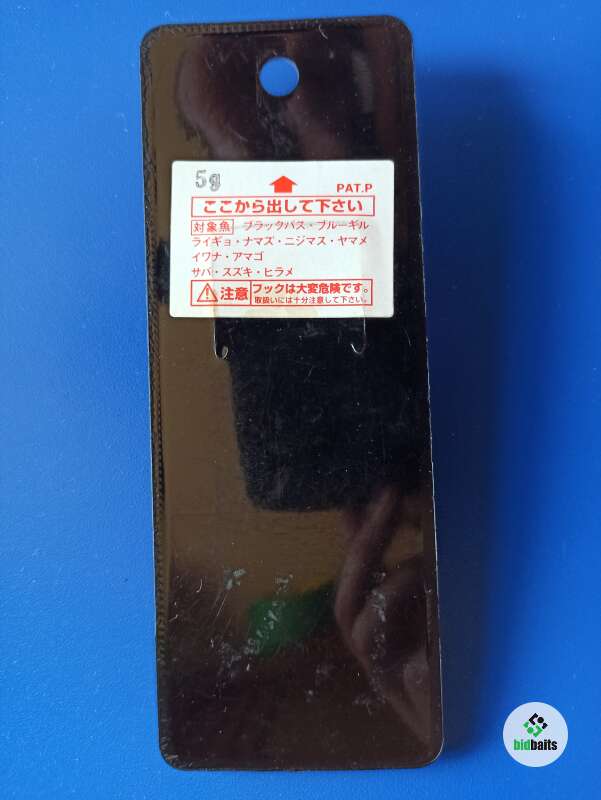 5g
PAT.P
ここから出して下さい
対象魚 ブラックバス・ブルーギル
ライギョ・ナマズ・ニジマス・ヤマメ
イワナ・アマゴ
サバ・スズキ・ヒラメ
注意 フックは大変危険です。
取扱いには十分注意して下さい。
bidbaits